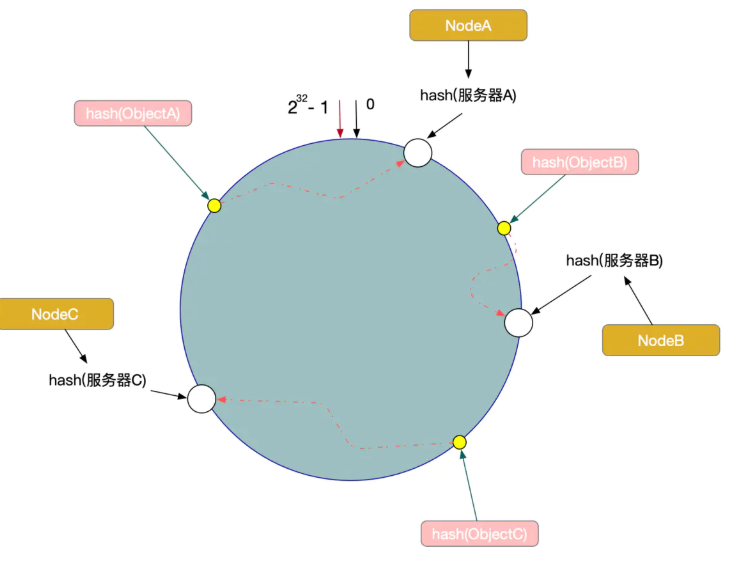 NodeA
hash(服务器A)
2^32 - 1
0
hash(ObjectA)
hash(ObjectB)
hash(服务器B)
NodeC
NodeB
hash(服务器C)
hash(ObjectC)